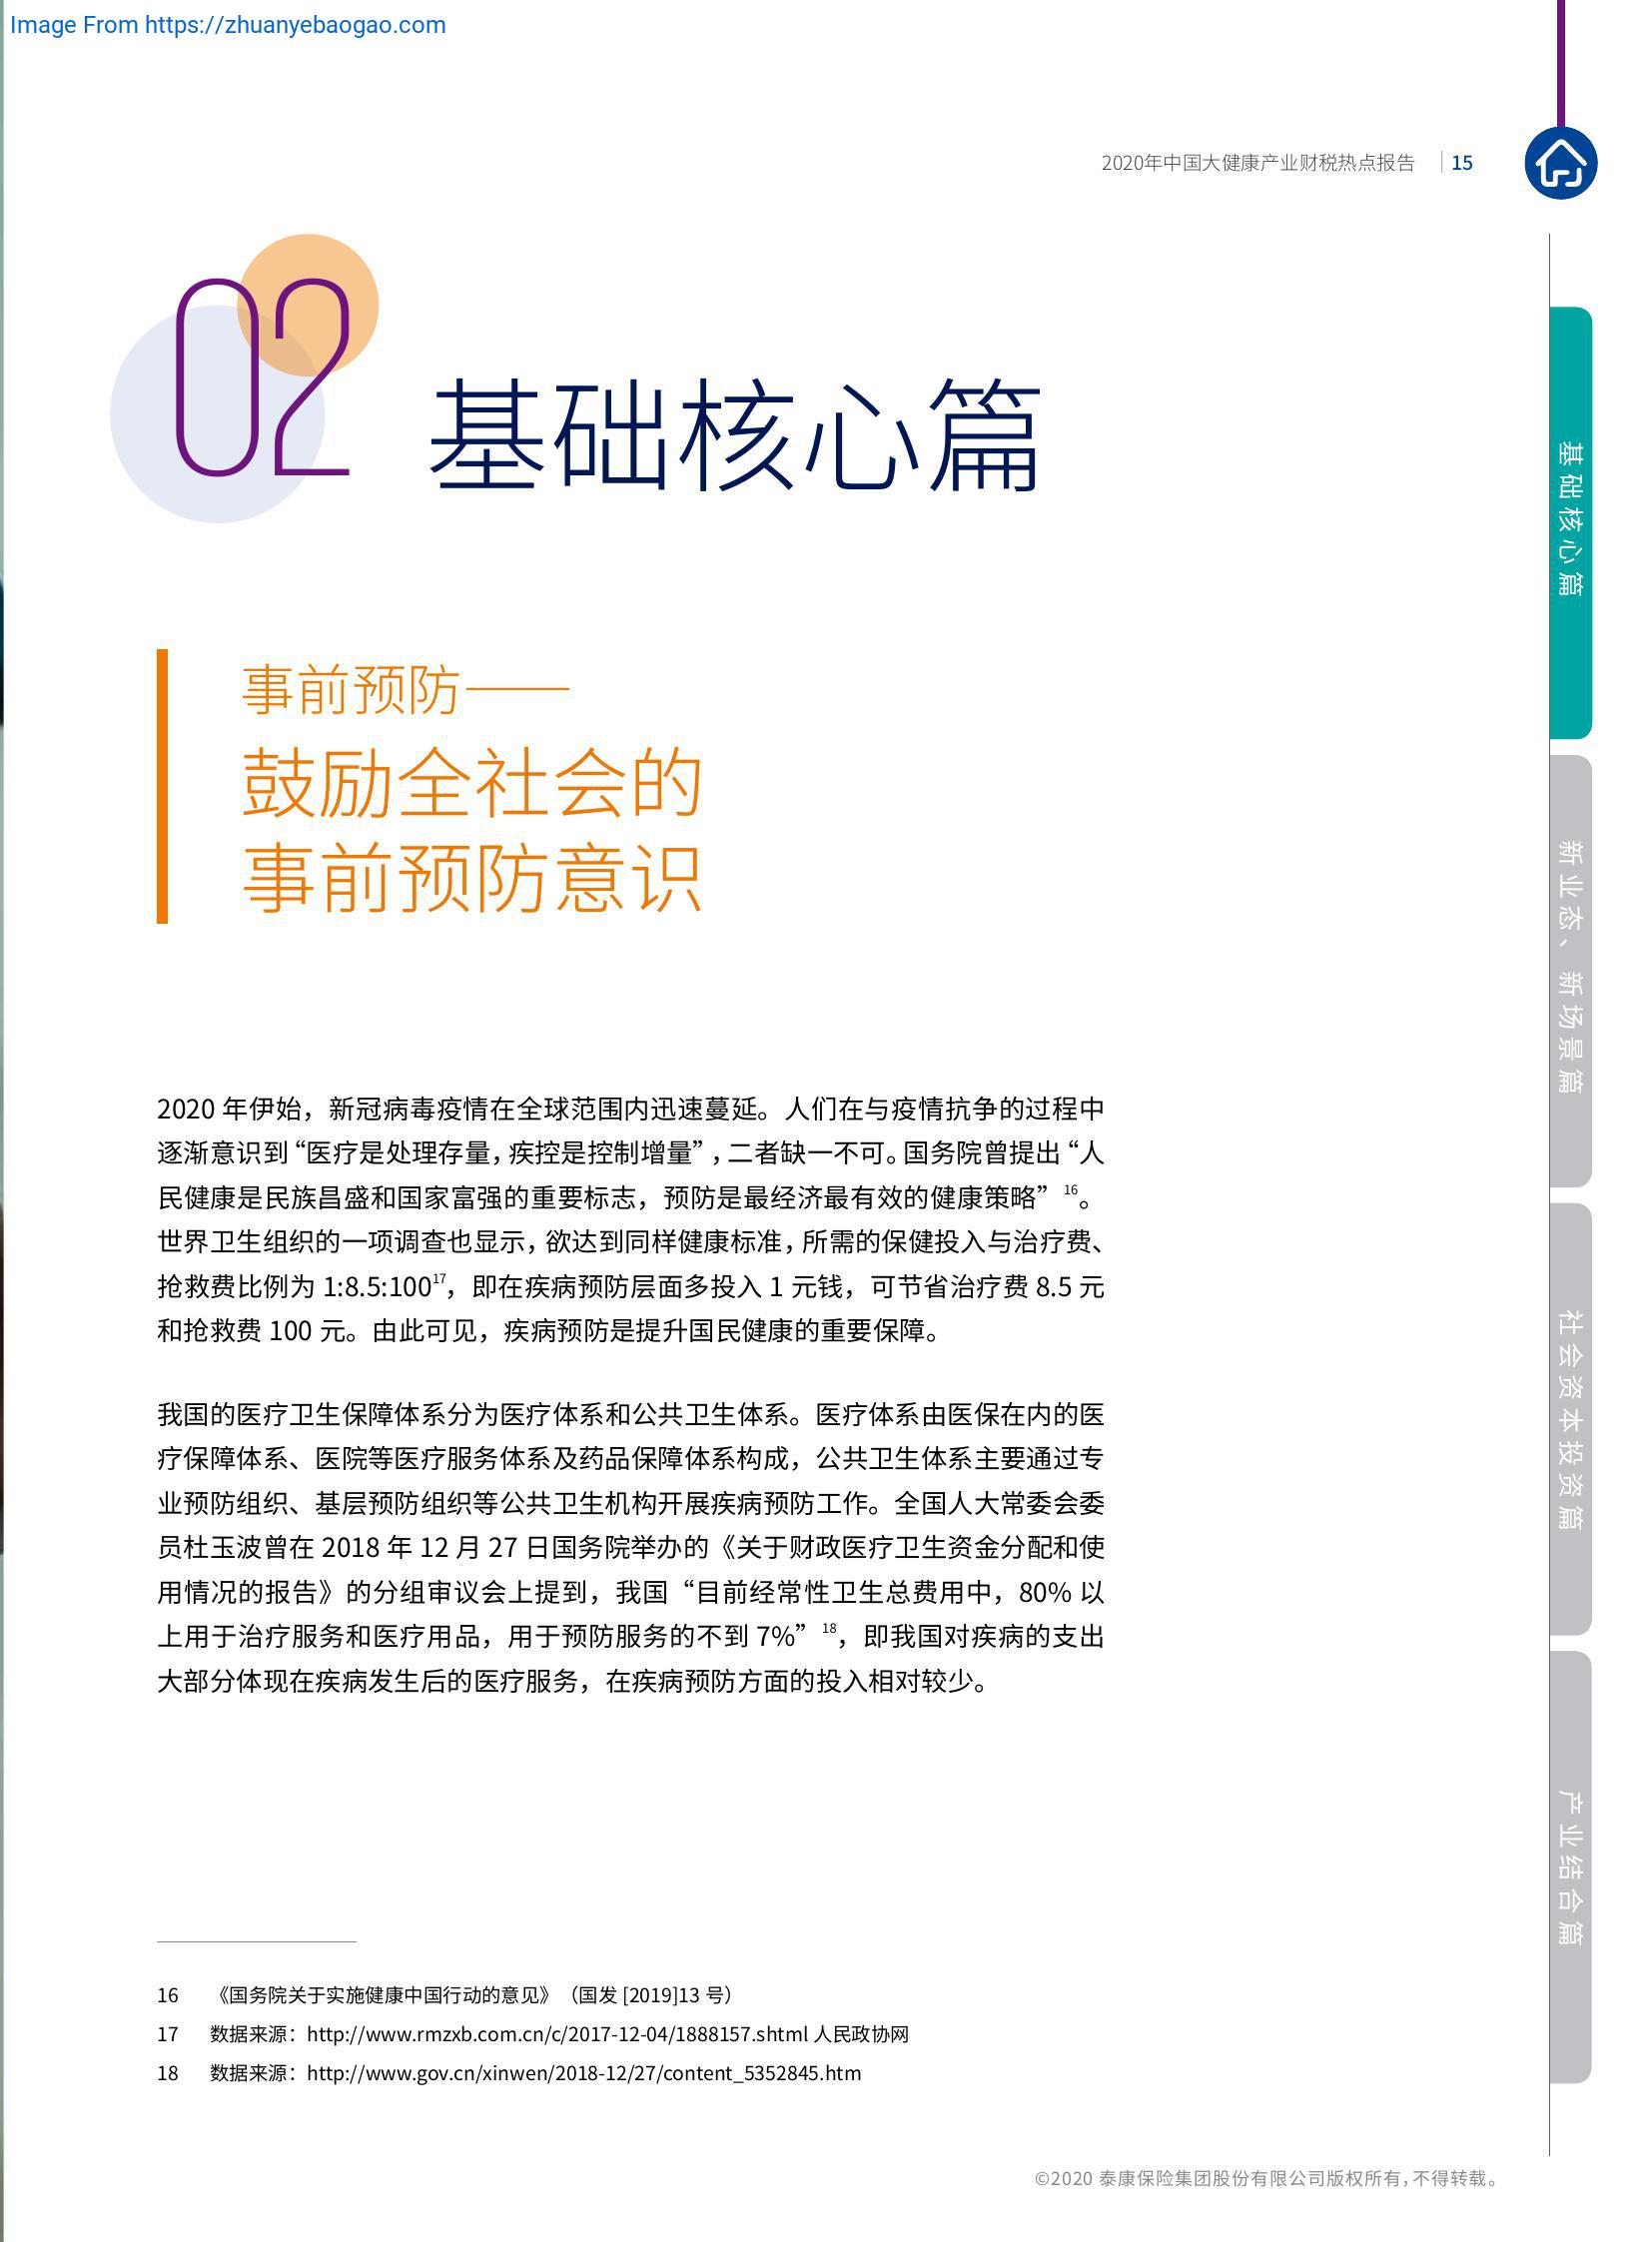 Image From https://zhuanyebaogao.com
2020年中国大健康产业财税热点报告 15
02
基础核心篇
事前预防——
鼓励全社会的
事前预防意识
2020 年伊始，新冠病毒疫情在全球范围内迅速蔓延。人们在与疫情抗争的过程中
逐渐意识到“医疗是处理存量，疾控是控制增量”，二者缺一不可。国务院曾提出“人
民健康是民族昌盛和国家富强的重要标志，预防是最经济最有效的健康策略”16。
世界卫生组织的一项调查也显示，欲达到同样健康标准，所需的保健投入与治疗费、
抢救费比例为 1:8.5:10017，即在疾病预防层面多投入 1 元钱，可节省治疗费 8.5 元
和抢救费 100 元。由此可见，疾病预防是提升国民健康的重要保障。
我国的医疗卫生保障体系分为医疗体系和公共卫生体系。医疗体系由医保在内的医
疗保障体系、医院等医疗服务体系及药品保障体系构成，公共卫生体系主要通过专
业预防组织、基层预防组织等公共卫生机构开展疾病预防工作。全国人大常委会委
员杜玉波曾在 2018 年 12 月 27 日国务院举办的《关于财政医疗卫生资金分配和使
用情况的报告》的分组审议会上提到，我国“目前经常性卫生总费用中，80% 以
上用于治疗服务和医疗用品，用于预防服务的不到 7%”18，即我国对疾病的支出
大部分体现在疾病发生后的医疗服务，在疾病预防方面的投入相对较少。
16 《国务院关于实施健康中国行动的意见》（国发 [2019]13 号）
17 数据来源：http://www.rmzxb.com.cn/c/2017-12-04/1888157.shtml 人民政协网
18 数据来源：http://www.gov.cn/xinwen/2018-12/27/content_5352845.htm
©2020 泰康保险集团股份有限公司版权所有，不得转载。
基础核心篇
新业态、新场景篇
社会资本投资篇
产业结合篇